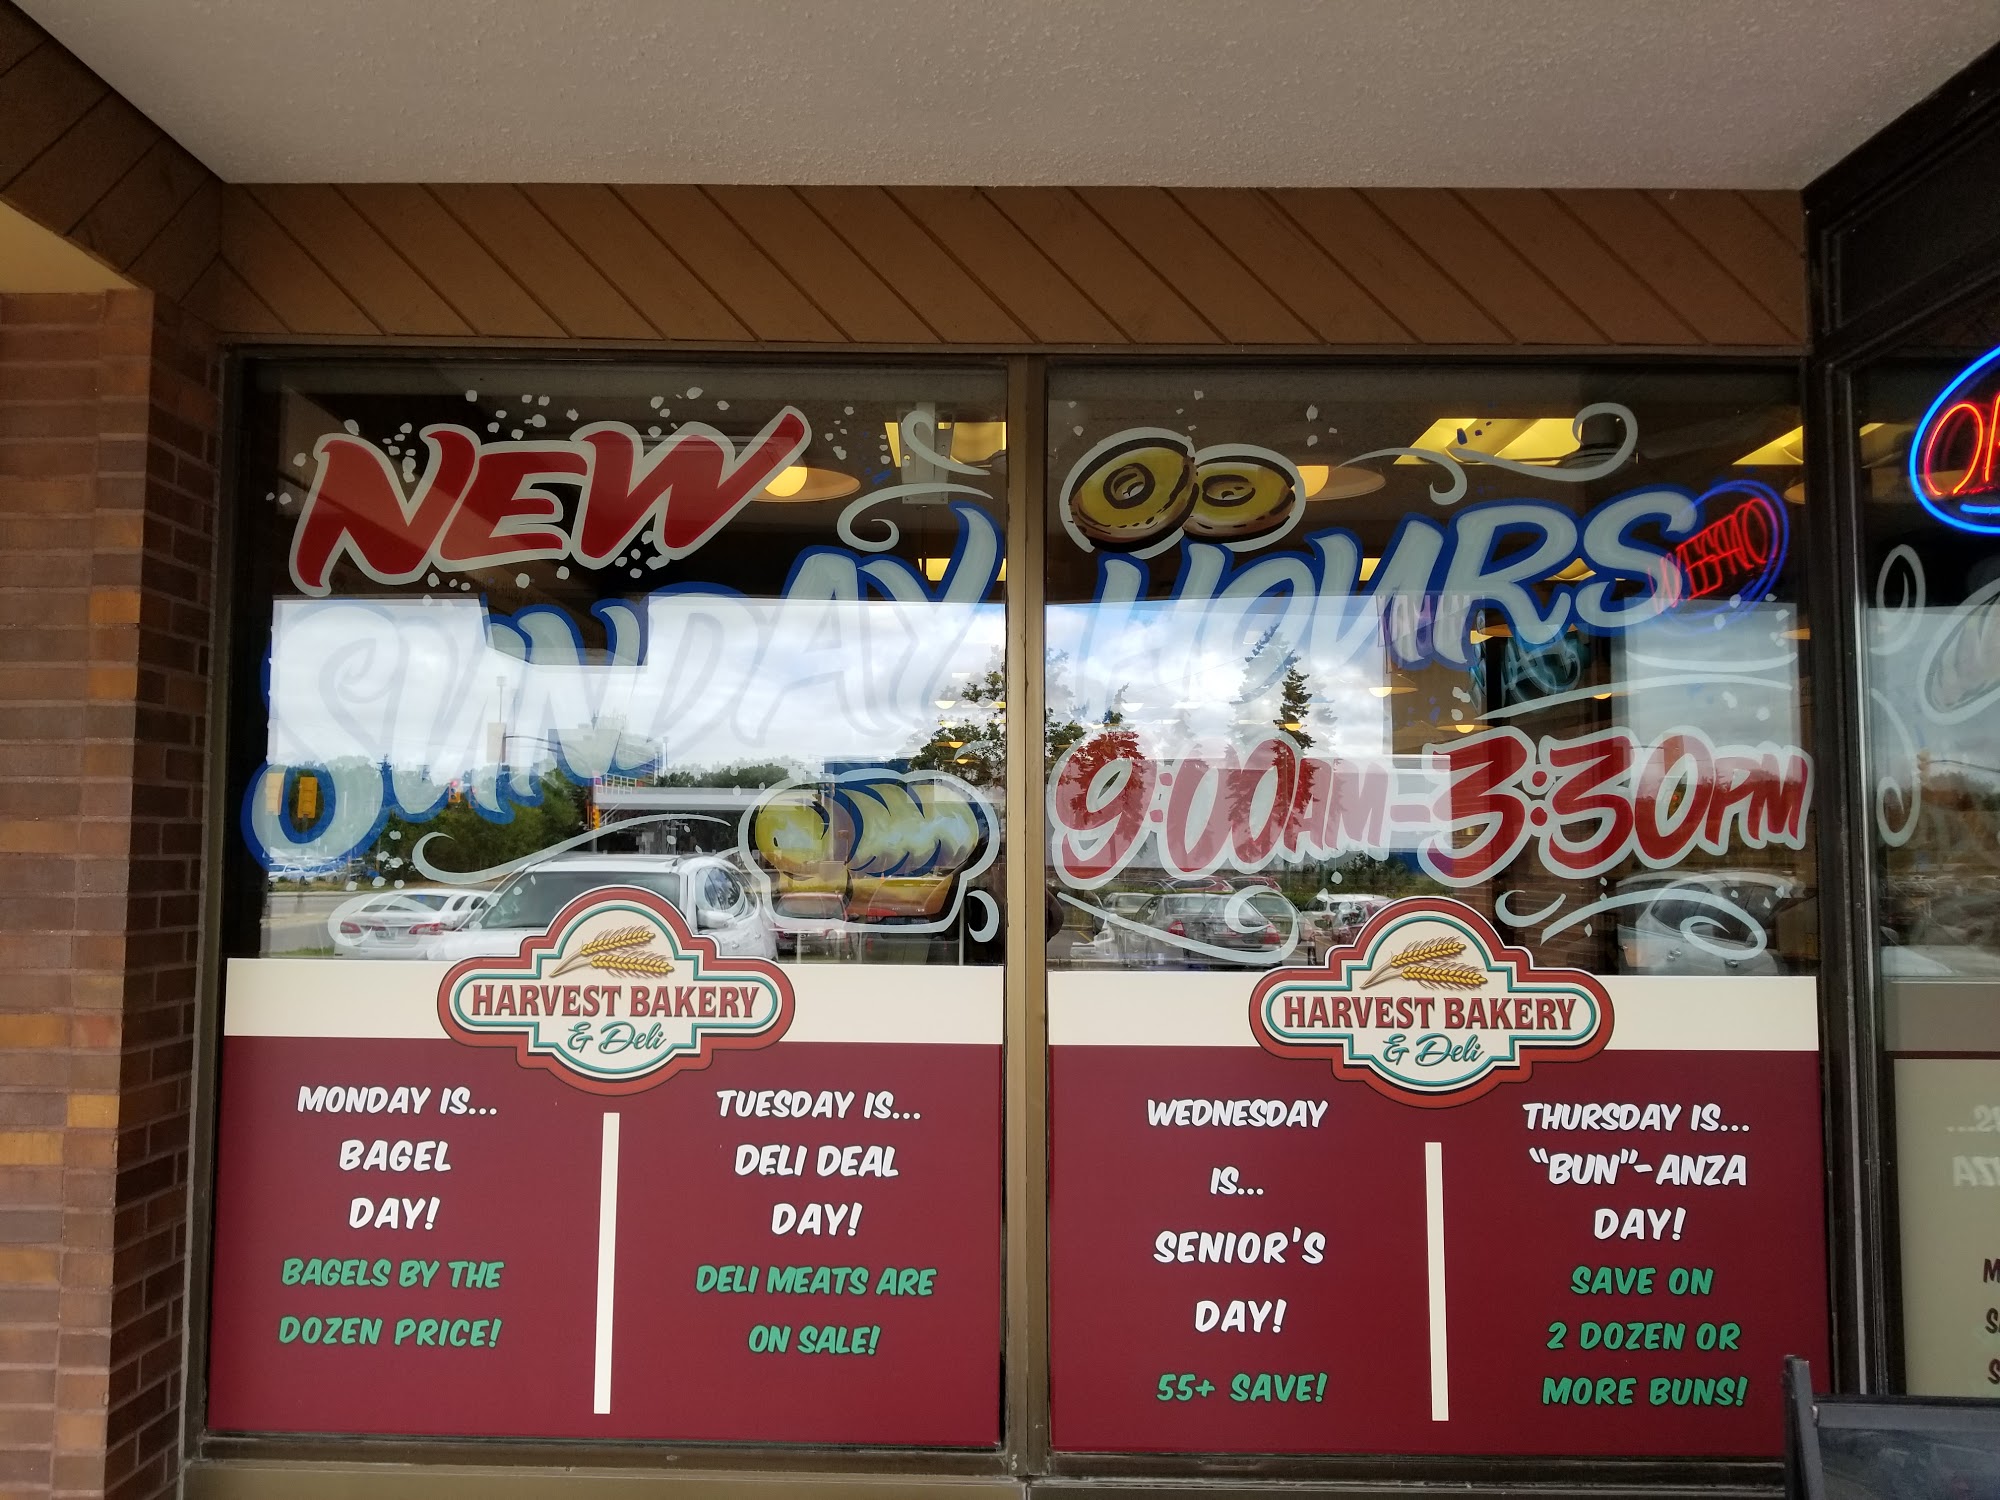 NEW
SUNDAY HOURS
9:00AM-3:30PM
HARVEST BAKERY
& Deli
MONDAY IS...
BAGEL
DAY!
BAGELS BY THE
DOZEN PRICE!
TUESDAY IS...
DELI DEAL
DAY!
DELI MEATS ARE
ON SALE!
HARVEST BAKERY
& Deli
WEDNESDAY
IS...
SENIOR'S
DAY!
55+ SAVE!
THURSDAY IS...
"BUN"-ANZA
DAY!
SAVE ON
2 DOZEN OR
MORE BUNS!